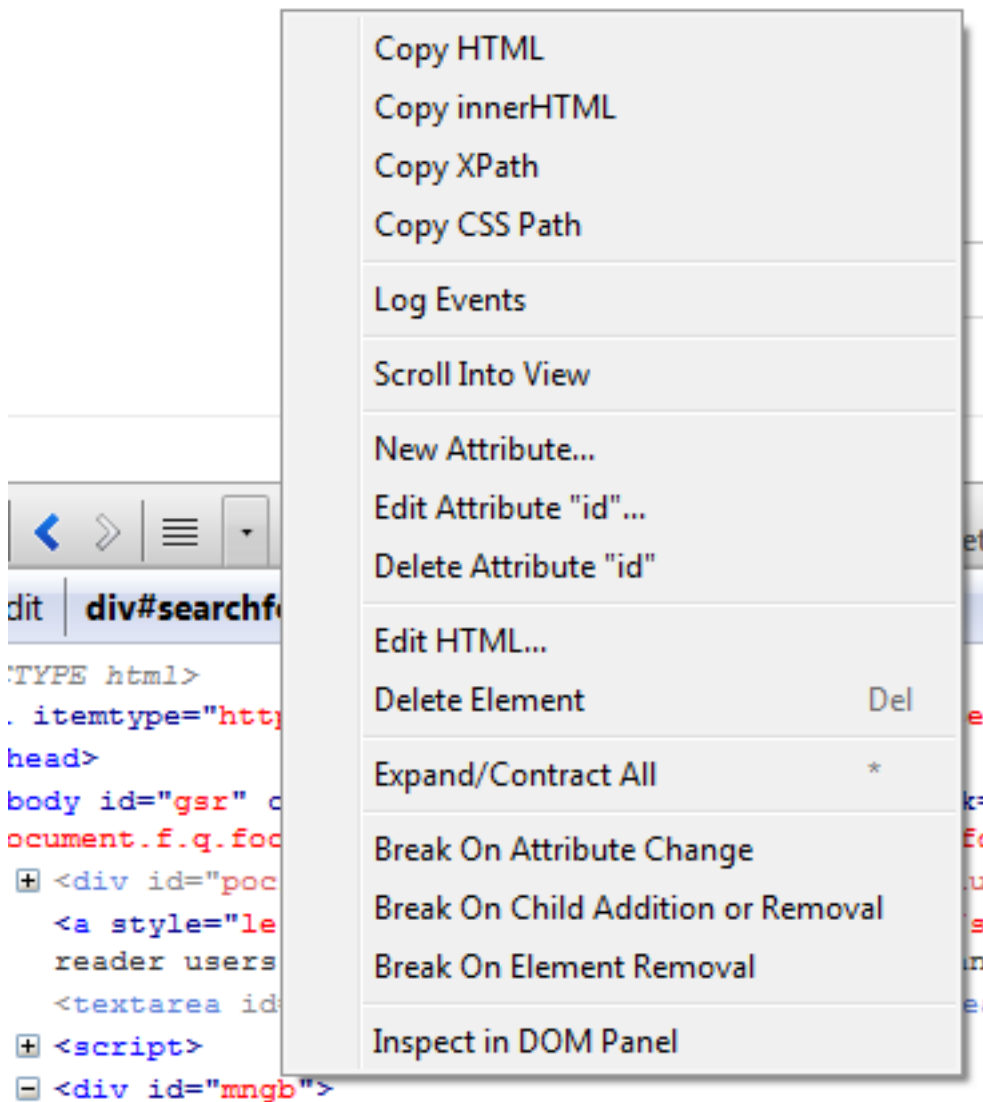 Copy HTML
Copy innerHTML
Copy XPath
Copy CSS Path
Log Events
Scroll Into View
New Attribute...
Edit Attribute "id"...
Delete Attribute "id"
Edit HTML...
Delete Element Del
Expand/Contract All *
Break On Attribute Change
Break On Child Addition or Removal
Break On Element Removal
Inspect in DOM Panel
div#searchf
TYPE html>
itemtype="http
head>
body id="gsr"
ocument.f.q.foc
<div id="poc
<a style="le
reader users
<textarea id
<script>
<div id="mngb">